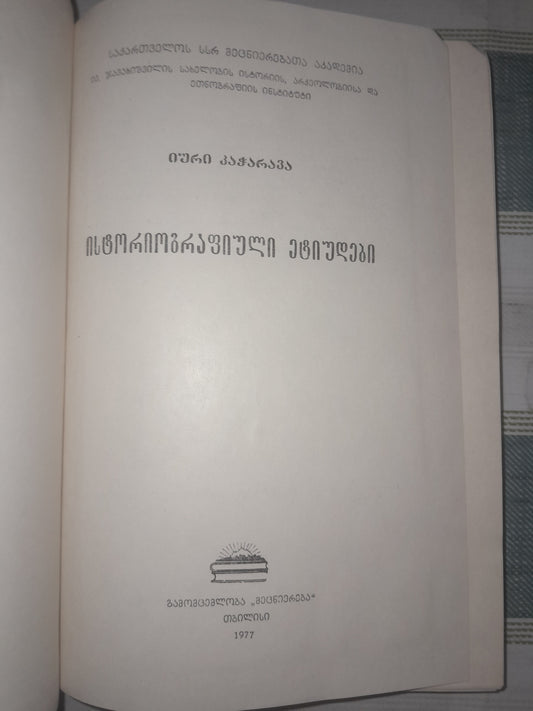 საქართველოს სსრ მეცნიერებათა აკადემია
ივ. ჯავახიშვილის სახელობის ისტორიის, არქეოლოგიისა და
ეთნოგრაფიის ინსტიტუტი
იური კაჭარავა
ისტორიოგრაფიული ეტიუდები
გამომცემლობა „მეცნიერება“
თბილისი
1977